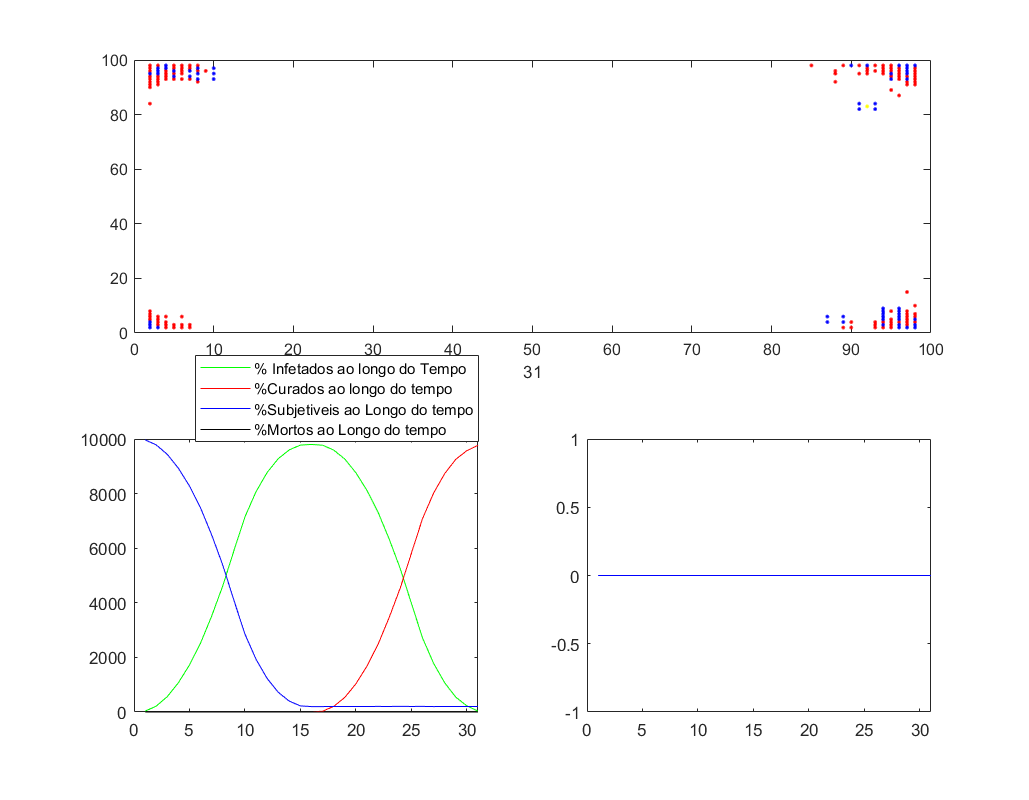 100
80
60
40
20
0
0 10 20 30 40 50 60 70 80 90 100
31
% Infetados ao longo do Tempo
%Curados ao longo do tempo
%Subjetiveis ao Longo do tempo
%Mortos ao Longo do tempo
10000
8000
6000
4000
2000
0
0 5 10 15 20 25 30
1
0.5
0
-0.5
-1
0 5 10 15 20 25 30